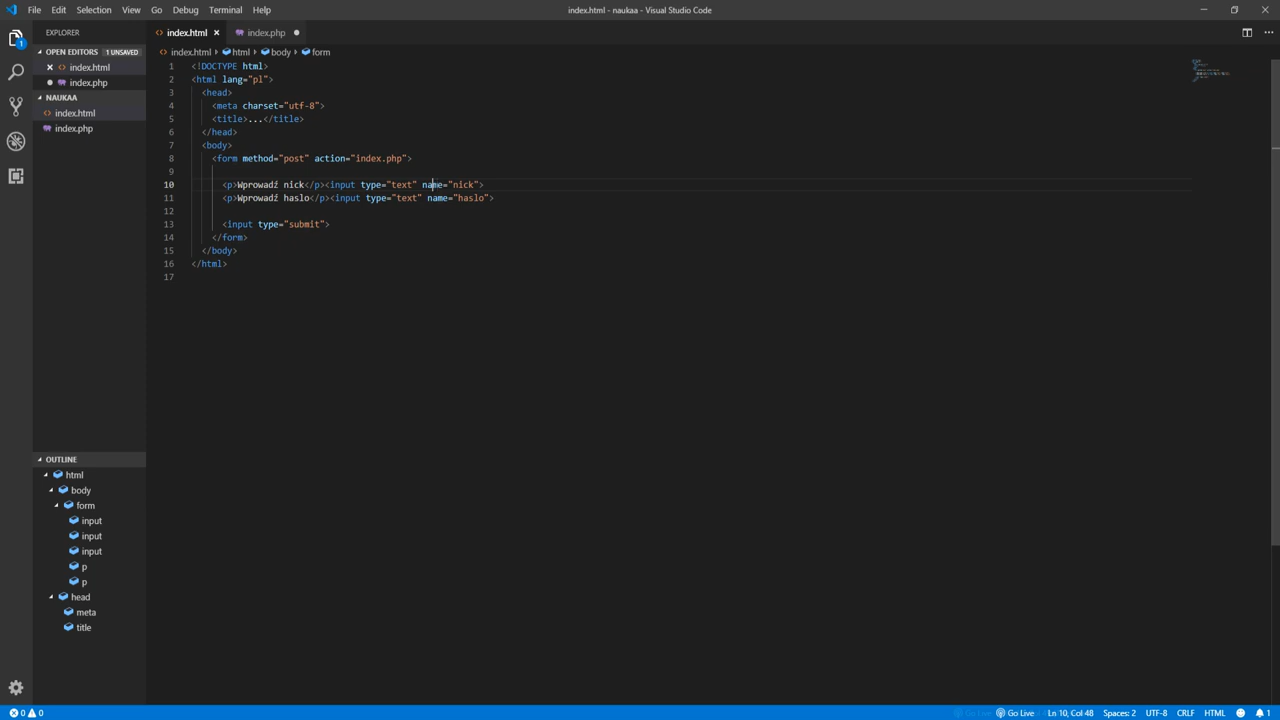 File Edit Selection View Go Debug Terminal Help
index.html - naukaa - Visual Studio Code
EXPLORER
1
OPEN EDITORS 1 UNSAVED
index.html
index.php
NAUKAA
index.html
index.php
index.html index.php
index.html html body form
1 <!DOCTYPE html>
2 <html lang="pl">
3 <head>
4 <meta charset="utf-8">
5 <title>...</title>
6 </head>
7 <body>
8 <form method="post" action="index.php">
9
10 <p>Wprowadź nick</p><input type="text" name="nick">
11 <p>Wprowadź haslo</p><input type="text" name="haslo">
12
13 <input type="submit">
14 </form>
15 </body>
16 </html>
17
OUTLINE
html
body
form
input
input
input
p
p
head
meta
title
0 0 Go Live Ln 10, Col 48 Spaces: 2 UTF-8 CRLF HTML 1